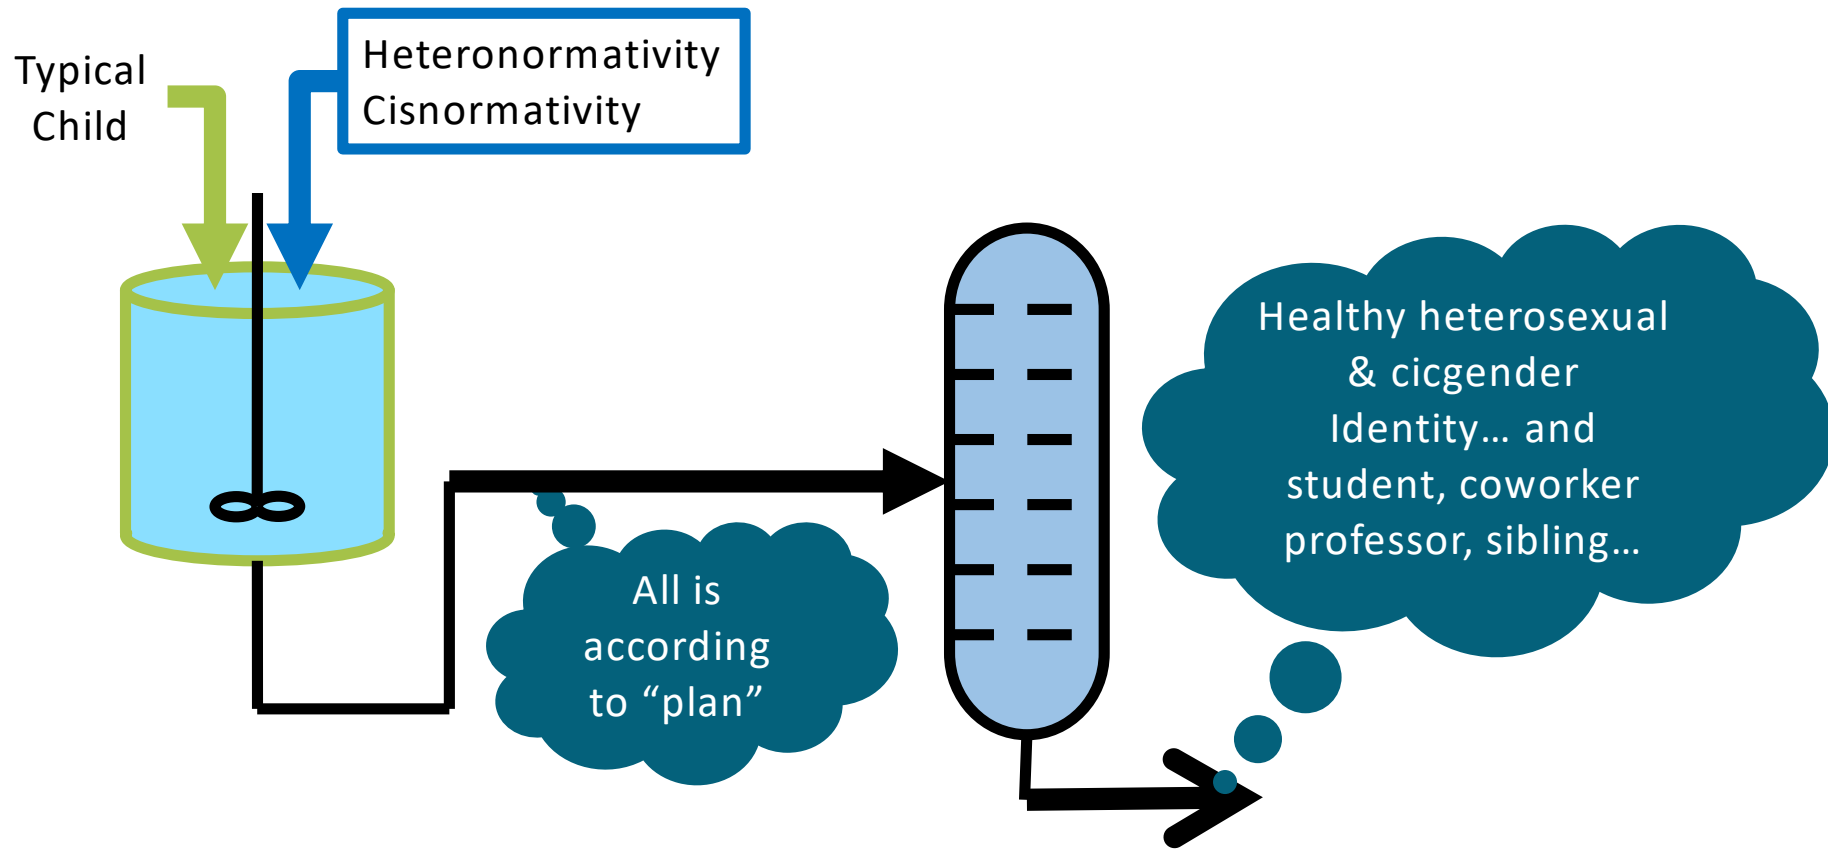 Typical
Child
Heteronormativity
Cisnormativity
All is
according
to “plan”
Healthy heterosexual
& cicgender
Identity… and
student, coworker
professor, sibling…